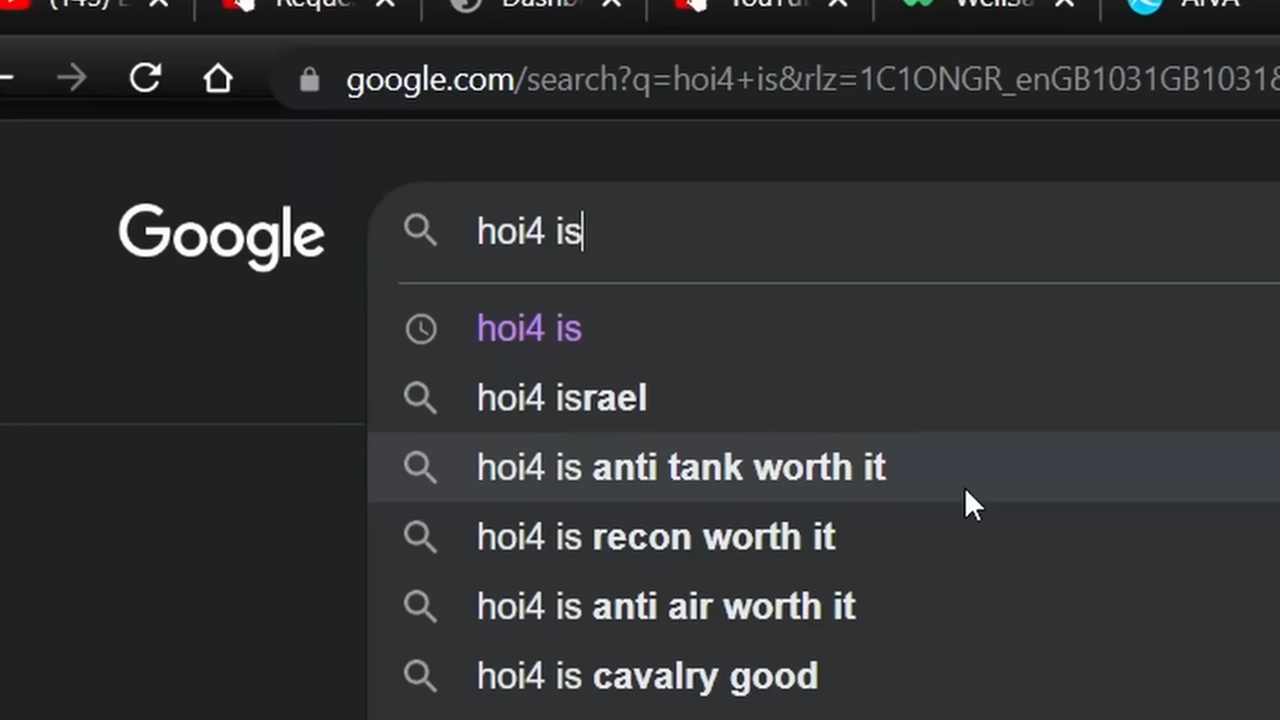 google.com/search?q=hoi4+is&rlz=1C1ONGR_enGB1031GB1031
Google
hoi4 is
hoi4 is
hoi4 israel
hoi4 is anti tank worth it
hoi4 is recon worth it
hoi4 is anti air worth it
hoi4 is cavalry good